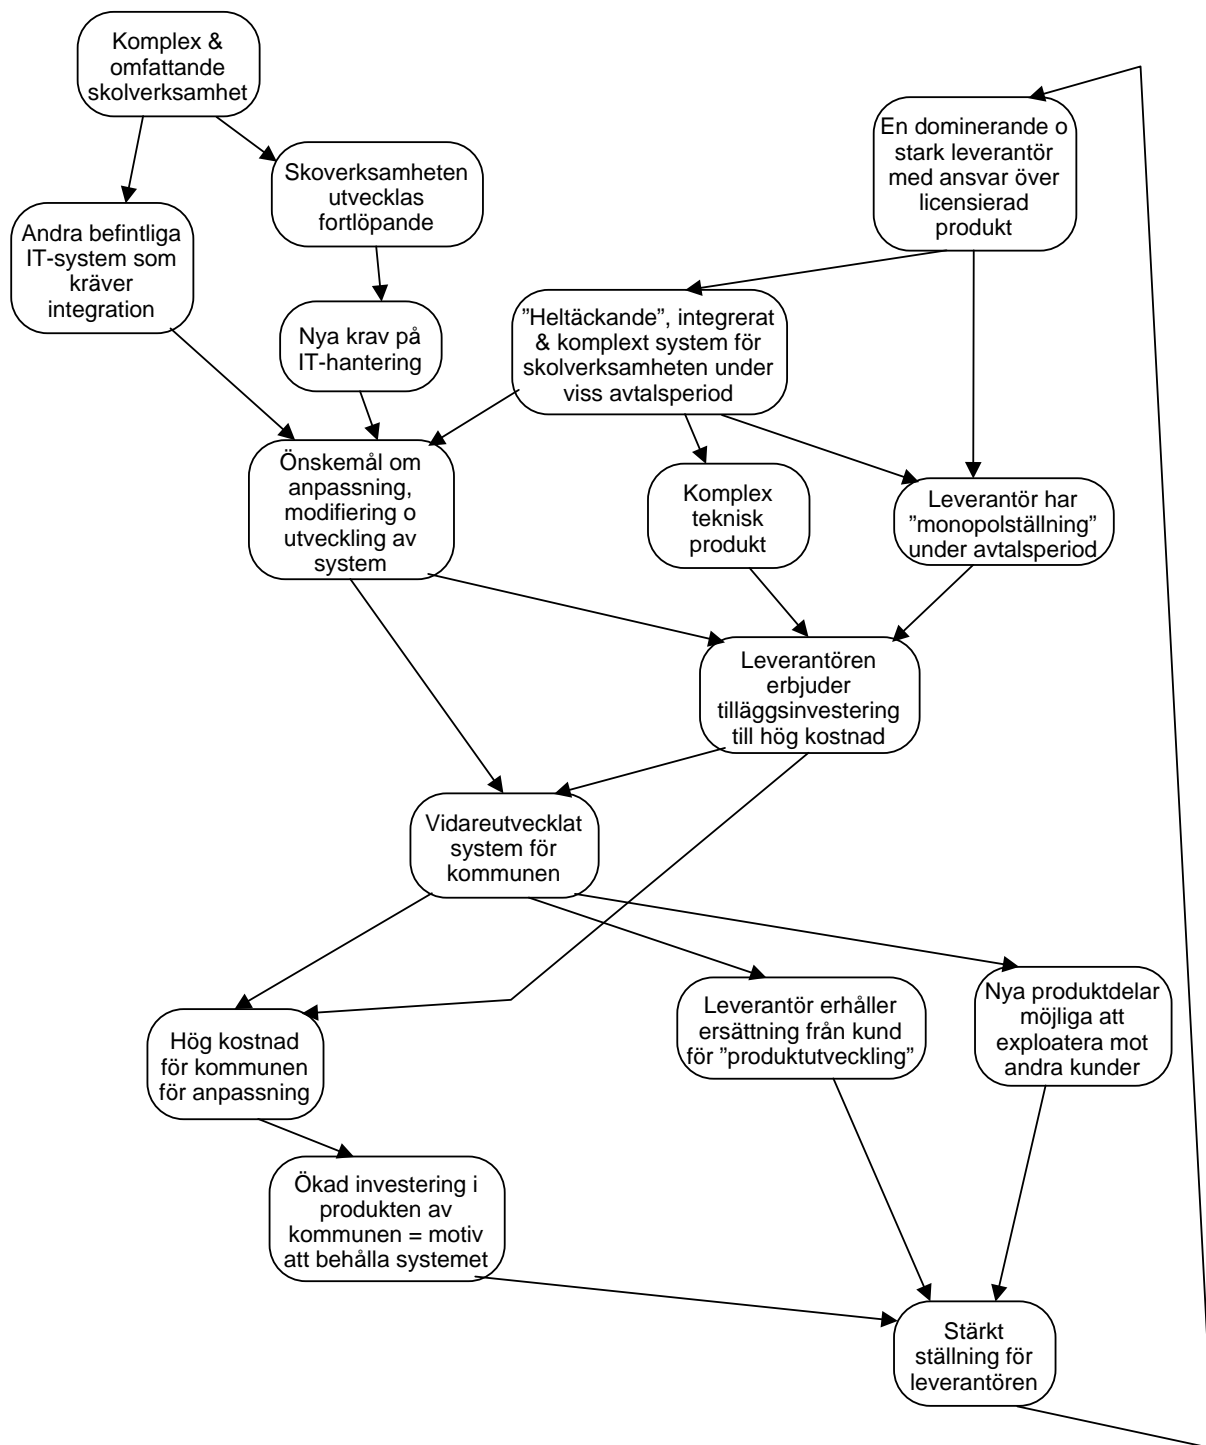 Komplex &
omfattande
skolverksamhet
En dominerande o
stark leverantör
med ansvar över
licensierad
produkt
Skoverksamheten
utvecklas
fortlöpande
Andra befintliga
IT-system som
kräver
integration
"Heltäckande", integrerat
& komplext system för
skolverksamheten under
viss avtalsperiod
Nya krav på
IT-hantering
Önskemål om
anpassning,
modifiering o
utveckling av
system
Komplex
teknisk
produkt
Leverantör har
"monopolställning"
under avtalsperiod
Leverantören
erbjuder
tilläggsinvestering
till hög kostnad
Vidareutvecklat
system för
kommunen
Hög kostnad
för kommunen
för anpassning
Leverantör erhåller
ersättning från kund
för "produktutveckling"
Nya produktdelar
möjliga att
exploatera mot
andra kunder
Ökad investering i
produkten av
kommunen = motiv
att behålla systemet
Stärkt
ställning för
leverantören